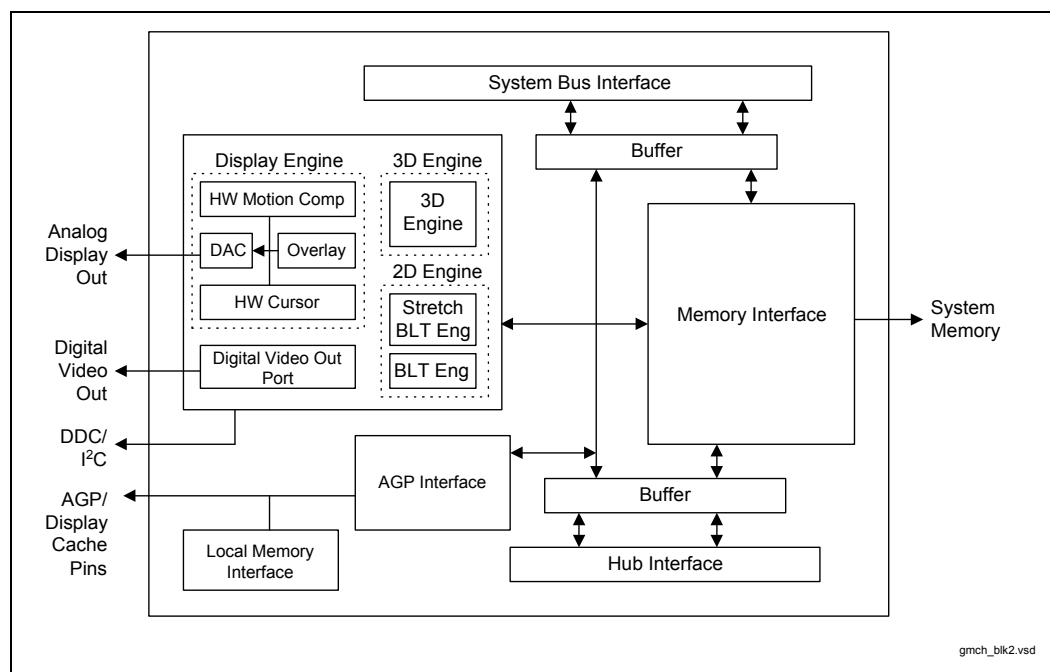 System Bus Interface
Buffer
Display Engine
HW Motion Comp
DAC
Overlay
HW Cursor
Digital Video Out
Port
3D Engine
3D
Engine
2D Engine
Stretch
BLT Eng
BLT Eng
Memory Interface
System
Memory
Analog
Display
Out
Digital
Video
Out
DDC/
I²C
AGP/
Display
Cache
Pins
AGP Interface
Local Memory
Interface
Buffer
Hub Interface
gmch_blk2.vsd